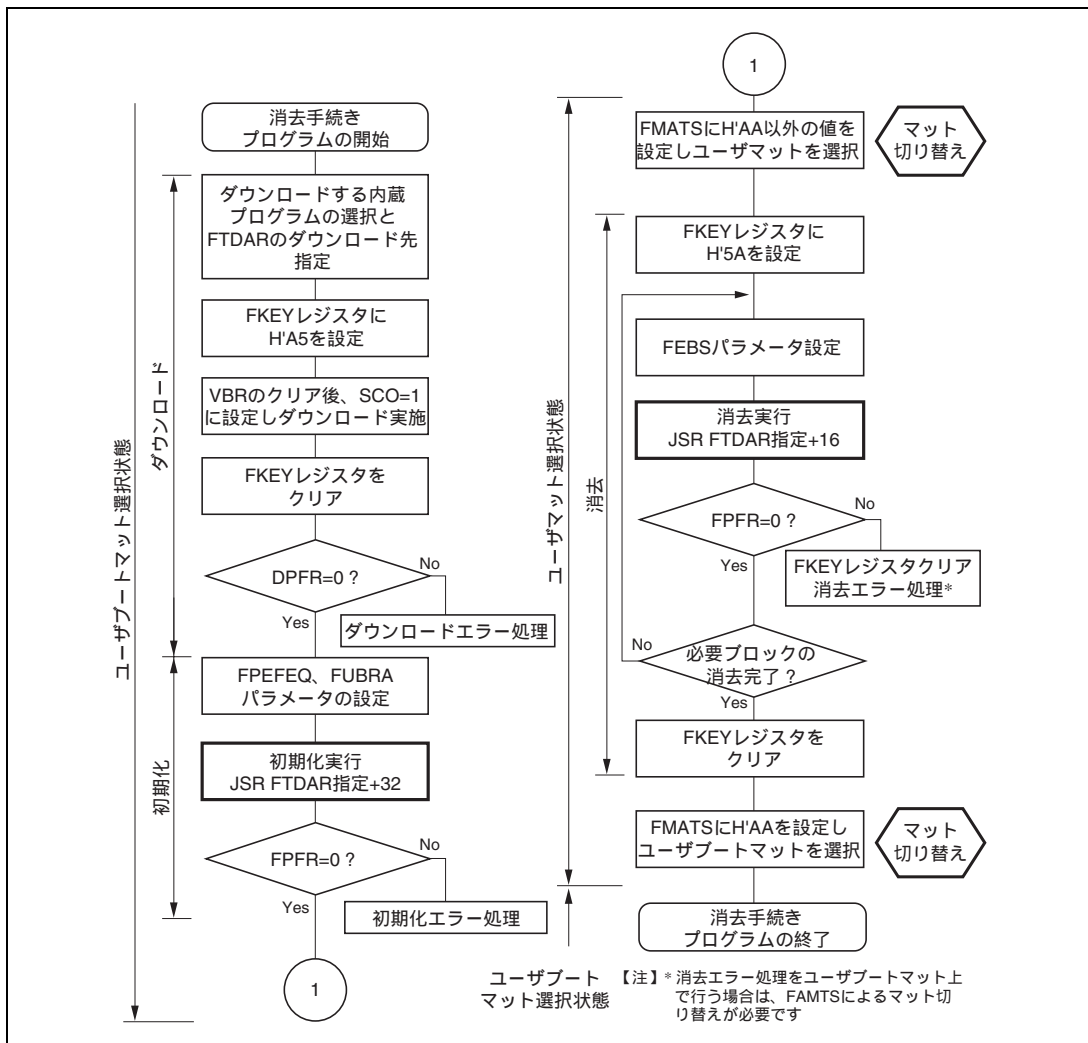 消去手続き
プログラムの開始
ダウンロードする内蔵
プログラムの選択と
FTDARのダウンロード先
指定
FKEYレジスタに
H'A5を設定
VBRのクリア後、SCO=1
に設定しダウンロード実施
FKEYレジスタを
クリア
DPFR=0 ?
No
Yes
ダウンロードエラー処理
FPEFEQ、FUBRA
パラメータの設定
初期化実行
JSR FTDAR指定+32
FPFR=0 ?
No
Yes
初期化エラー処理
1
ダウンロード
初期化
ユーザブートマット選択状態
1
FMATSにH'AA以外の値を
設定しユーザマットを選択
マット
切り替え
FKEYレジスタに
H'5Aを設定
FEBSパラメータ設定
消去実行
JSR FTDAR指定+16
FPFR=0 ?
No
Yes
FKEYレジスタクリア
消去エラー処理*
No
必要ブロックの
消去完了 ?
Yes
FKEYレジスタを
クリア
消去
ユーザマット選択状態
FMATSにH'AAを設定し
ユーザブートマットを選択
マット
切り替え
消去手続き
プログラムの終了
ユーザブート
マット選択状態
【注】* 消去エラー処理をユーザブートマット上
で行う場合は、FAMTSによるマット切
り替えが必要です